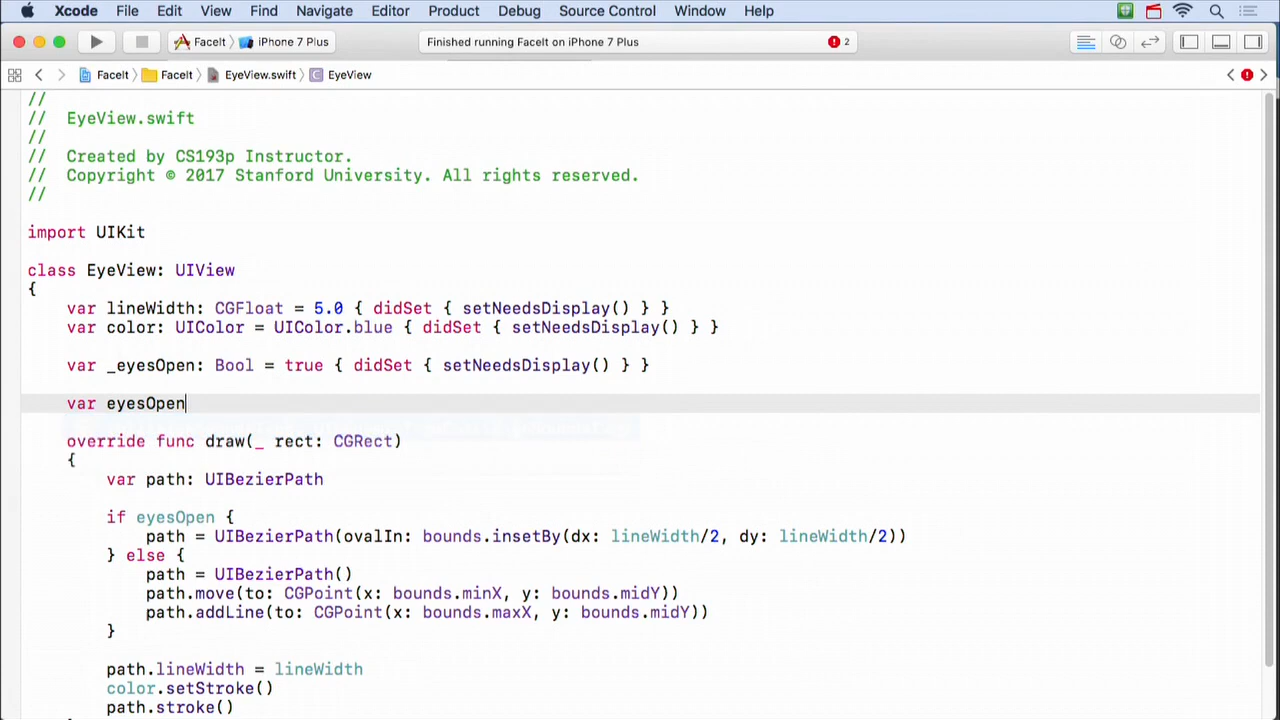 Xcode File Edit View Find Navigate Editor Product Debug Source Control Window Help
FaceIt iPhone 7 Plus Finished running FaceIt on iPhone 7 Plus 2
FaceIt FaceIt EyeView.swift C EyeView
//
// EyeView.swift
//
// Created by CS193p Instructor.
// Copyright © 2017 Stanford University. All rights reserved.
//
import UIKit
class EyeView: UIView
{
var lineWidth: CGFloat = 5.0 { didSet { setNeedsDisplay() } }
var color: UIColor = UIColor.blue { didSet { setNeedsDisplay() } }
var _eyesOpen: Bool = true { didSet { setNeedsDisplay() } }
var eyesOpen
override func draw(_ rect: CGRect)
{
var path: UIBezierPath
if eyesOpen {
path = UIBezierPath(ovalIn: bounds.insetBy(dx: lineWidth/2, dy: lineWidth/2))
} else {
path = UIBezierPath()
path.move(to: CGPoint(x: bounds.minX, y: bounds.midY))
path.addLine(to: CGPoint(x: bounds.maxX, y: bounds.midY))
}
path.lineWidth = lineWidth
color.setStroke()
path.stroke()